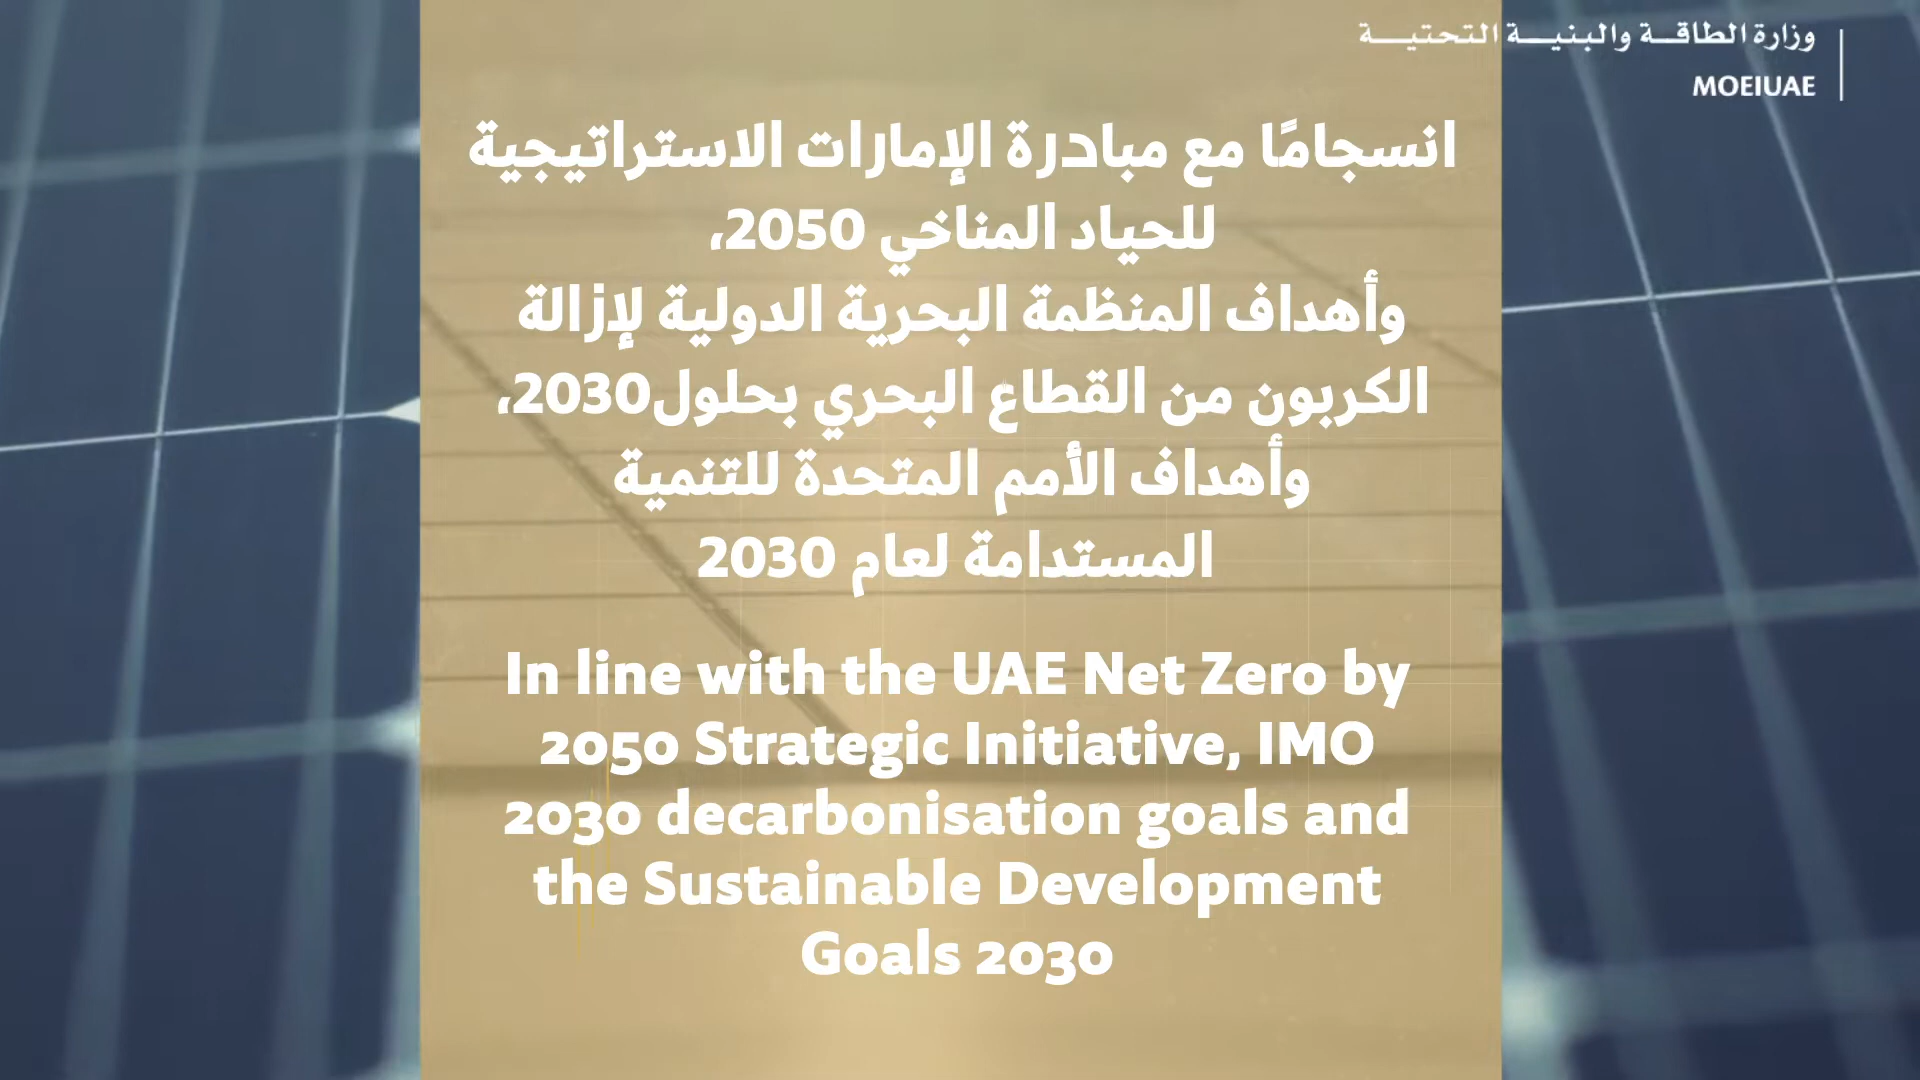 وزارة الطاقــة والبنيــة التحتيــة
MOEIUAE
انسجامًا مع مبادرة الإمارات الاستراتيجية
للحياد المناخي 2050،
وأهداف المنظمة البحرية الدولية لإزالة
الكربون من القطاع البحري بحلول2030،
وأهداف الأمم المتحدة للتنمية
المستدامة لعام 2030
In line with the UAE Net Zero by
2050 Strategic Initiative, IMO
2030 decarbonisation goals and
the Sustainable Development
Goals 2030